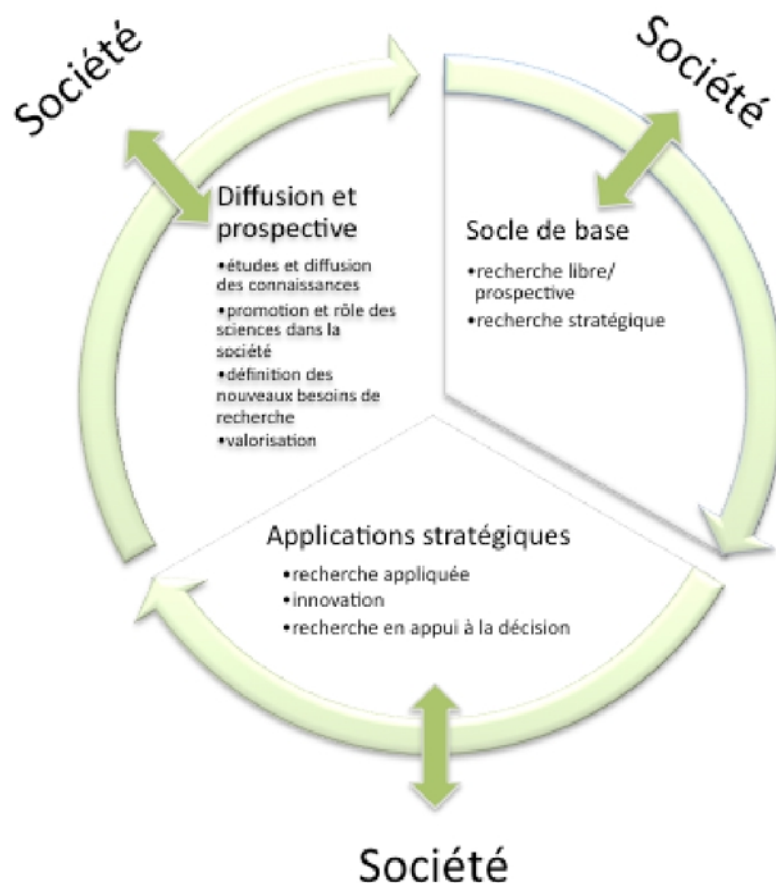 Société
Société
Diffusion et
prospective
•études et diffusion
des connaissances
•promotion et rôle des
sciences dans la
société
•définition des
nouveaux besoins de
recherche
•valorisation
Socle de base
•recherche libre/
prospective
•recherche stratégique
Applications stratégiques
•recherche appliquée
•innovation
•recherche en appui à la décision
Société